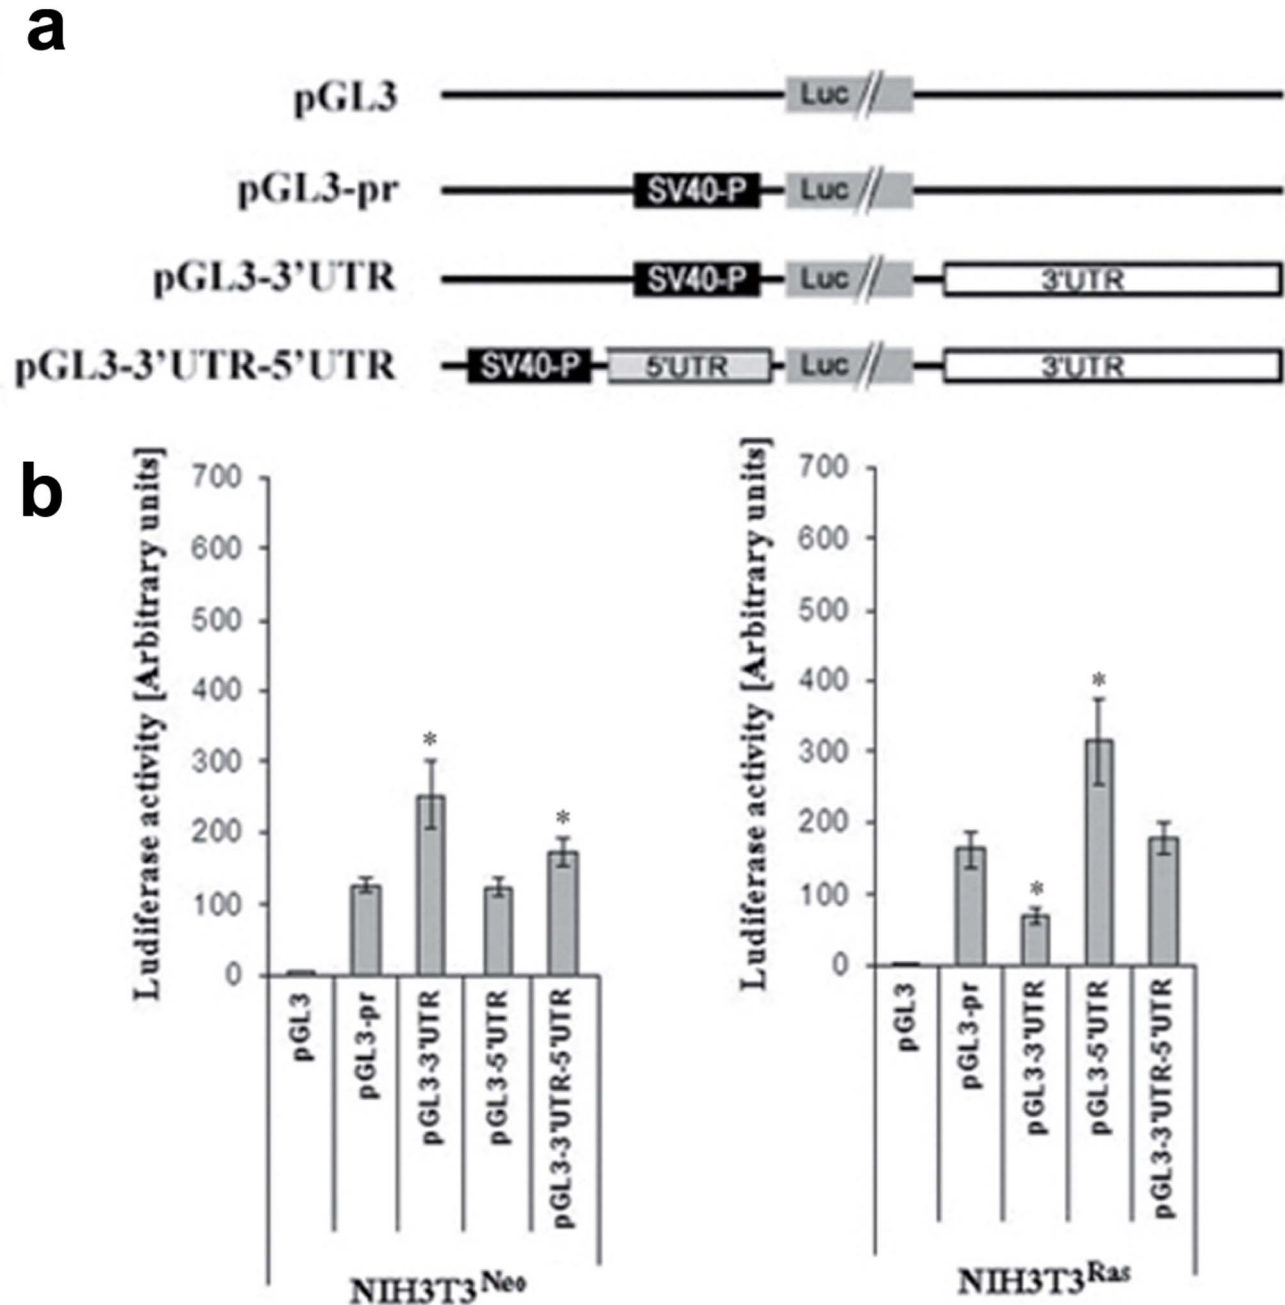 a
pGL3
Luc
pGL3-pr
SV40-P
Luc
pGL3-3’UTR
SV40-P
Luc
3'UTR
pGL3-3’UTR-5’UTR
SV40-P
5'UTR
Luc
3'UTR
b
Ludiferase activity [Arbitrary units]
700
600
500
400
300
200
100
0
*
*
pGL3
pGL3-pr
pGL3-3'UTR
pGL3-5'UTR
pGL3-3'UTR-5'UTR
NIH3T3Neo
Ludiferase activity [Arbitrary units]
700
600
500
400
300
200
100
0
*
*
pGL3
pGL3-pr
pGL3-3'UTR
pGL3-5'UTR
pGL3-3'UTR-5'UTR
NIH3T3Ras